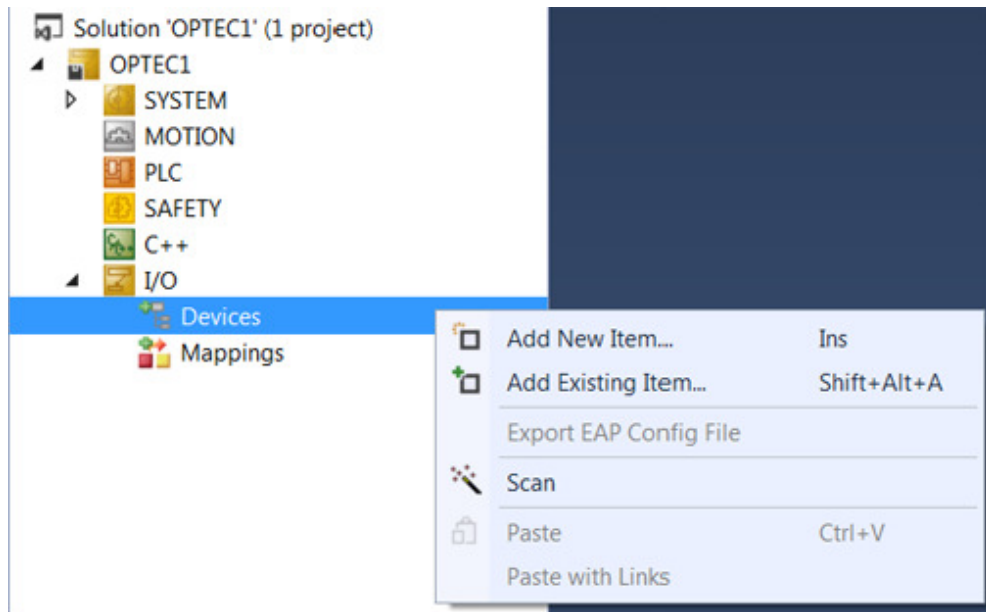 Solution 'OPTEC1' (1 project)
OPTEC1
SYSTEM
MOTION
PLC
SAFETY
C++
I/O
Devices
Mappings
Add New Item... Ins
Add Existing Item... Shift+Alt+A
Export EAP Config File
Scan
Paste Ctrl+V
Paste with Links